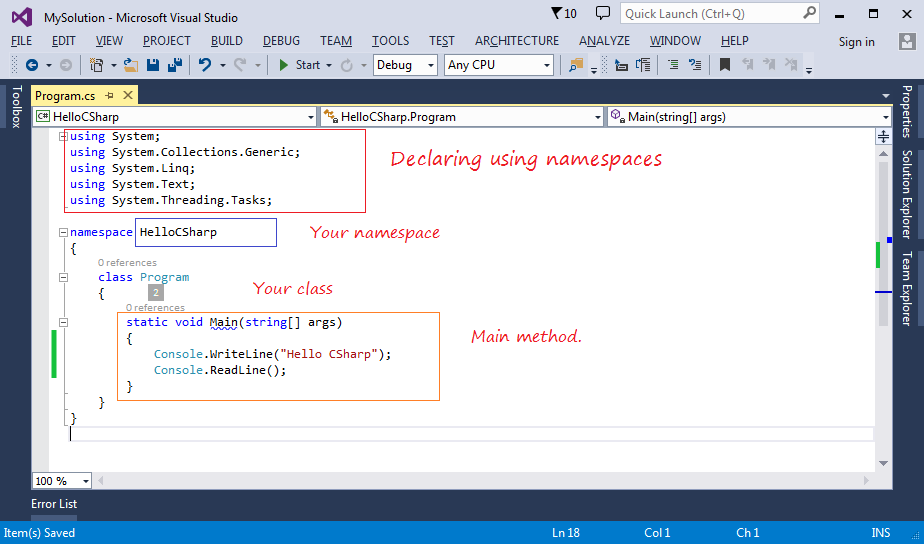 MySolution - Microsoft Visual Studio
10
Quick Launch (Ctrl+Q)
FILE EDIT VIEW PROJECT BUILD DEBUG TEAM TOOLS TEST ARCHITECTURE ANALYZE WINDOW HELP Sign in
Start Debug Any CPU
Toolbox
Program.cs
HelloCSharp HelloCSharp.Program Main(string[] args)
using System;
using System.Collections.Generic;
using System.Linq;
using System.Text;
using System.Threading.Tasks;
Declaring using namespaces
namespace HelloCSharp
Your namespace
{
0 references
class Program
{
2
Your class
0 references
static void Main(string[] args)
{
Console.WriteLine("Hello CSharp");
Console.ReadLine();
}
Main method.
}
}
Properties
Solution Explorer
Team Explorer
100 %
Error List
Item(s) Saved Ln 18 Col 1 Ch 1 INS